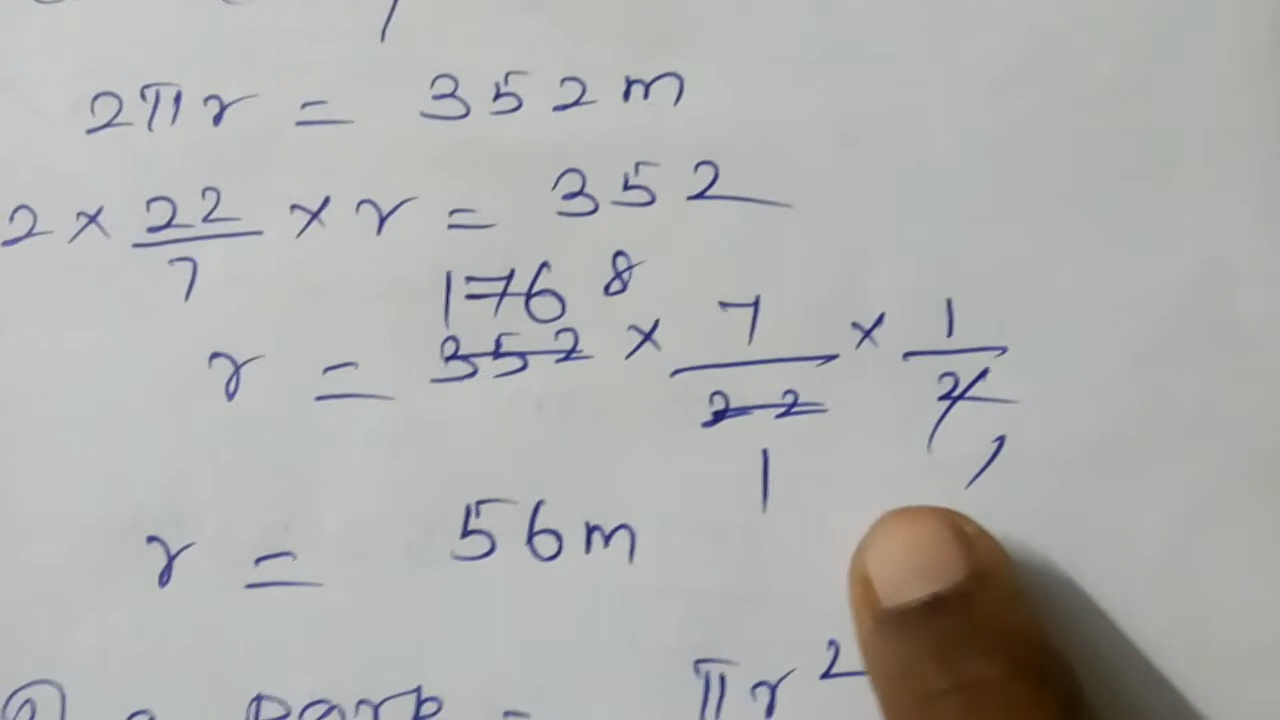 2πr = 352m
2 × 22/7 × r = 352
176 8
r = 352 × 7/22 × 1/2
1 1
r = 56m
πr²